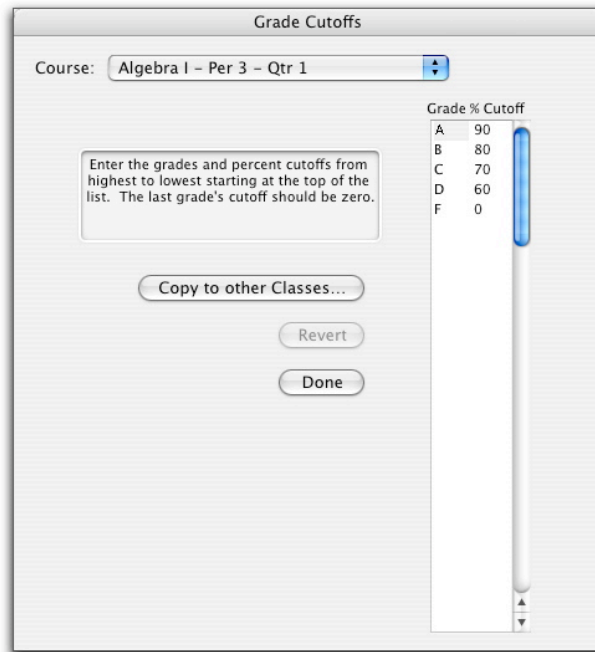 Grade Cutoffs
Course: Algebra I – Per 3 – Qtr 1
Grade % Cutoff
A 90
B 80
C 70
D 60
F 0
Enter the grades and percent cutoffs from
highest to lowest starting at the top of the
list. The last grade's cutoff should be zero.
Copy to other Classes...
Revert
Done